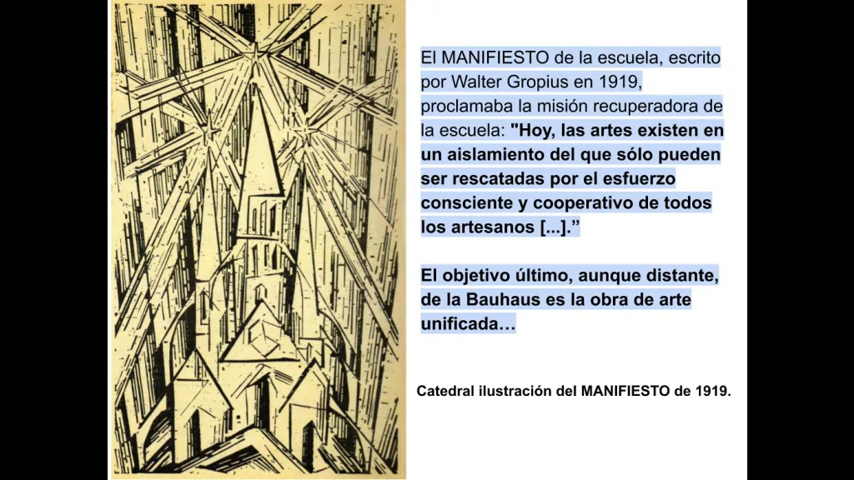 El MANIFIESTO de la escuela, escrito
por Walter Gropius en 1919,
proclamaba la misión recuperadora de
la escuela: "Hoy, las artes existen en
un aislamiento del que sólo pueden
ser rescatadas por el esfuerzo
consciente y cooperativo de todos
los artesanos [...].”
El objetivo último, aunque distante,
de la Bauhaus es la obra de arte
unificada…
Catedral ilustración del MANIFIESTO de 1919.